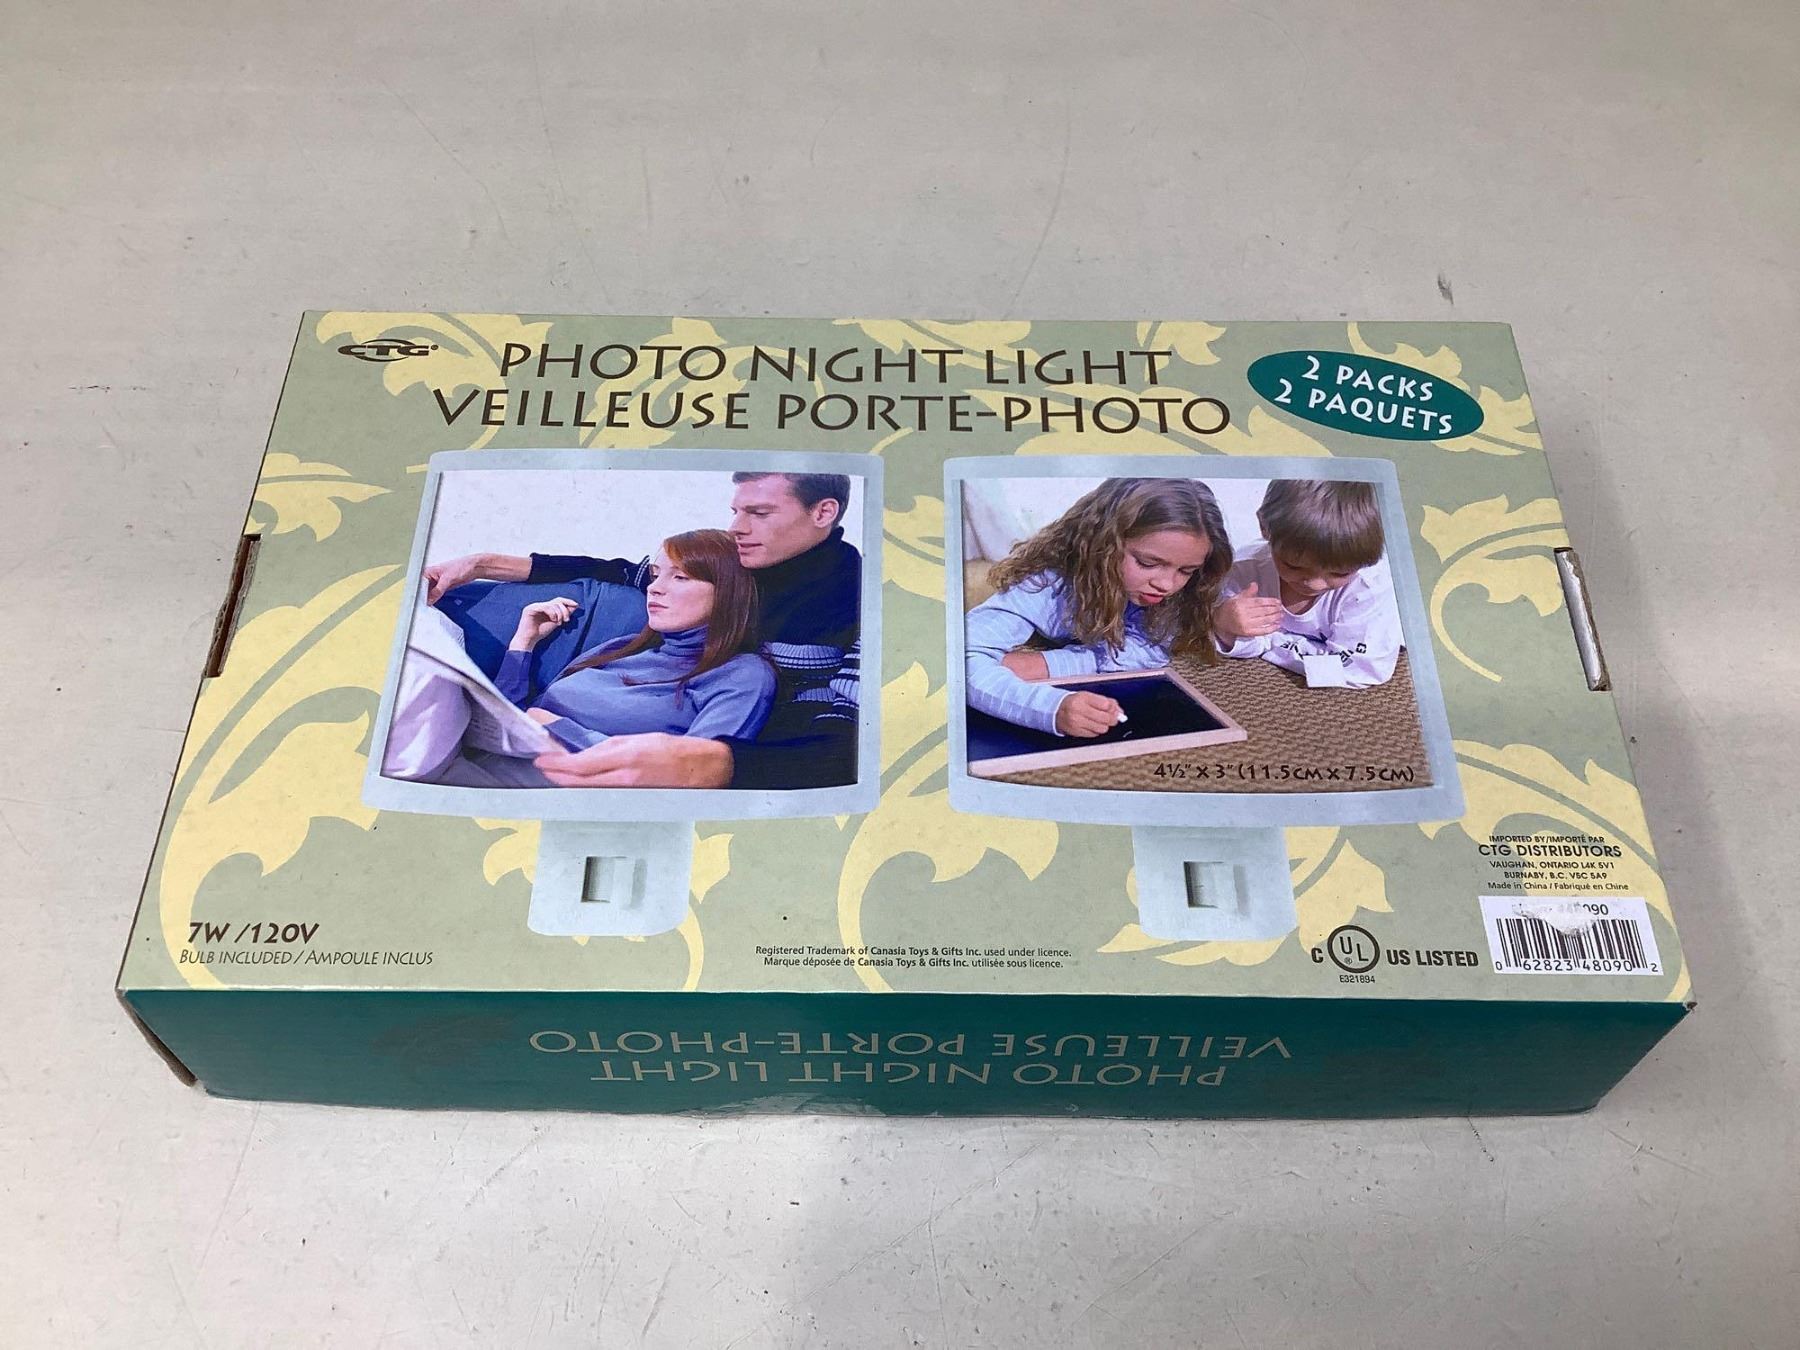 CTG®
PHOTO NIGHT LIGHT
VEILLEUSE PORTE-PHOTO
2 PACKS
2 PAQUETS
4½" X 3" (11.5CM X 7.5CM)
IMPORTED BY/IMPORTÉ PAR
CTG DISTRIBUTORS
VAUGHAN, ONTARIO L4K 5V1
BURNABY, B.C. V5C 5A9
Made in China / Fabriqué en Chine
7W /120V
BULB INCLUDED / AMPOULE INCLUS
Registered Trademark of Canasia Toys & Gifts Inc. used under licence.
Marque déposée de Canasia Toys & Gifts Inc. utilisée sous licence.
C UL® US LISTED
E321894
0 62823 48090 2
PHOTO NIGHT LIGHT
VEILLEUSE PORTE-PHOTO